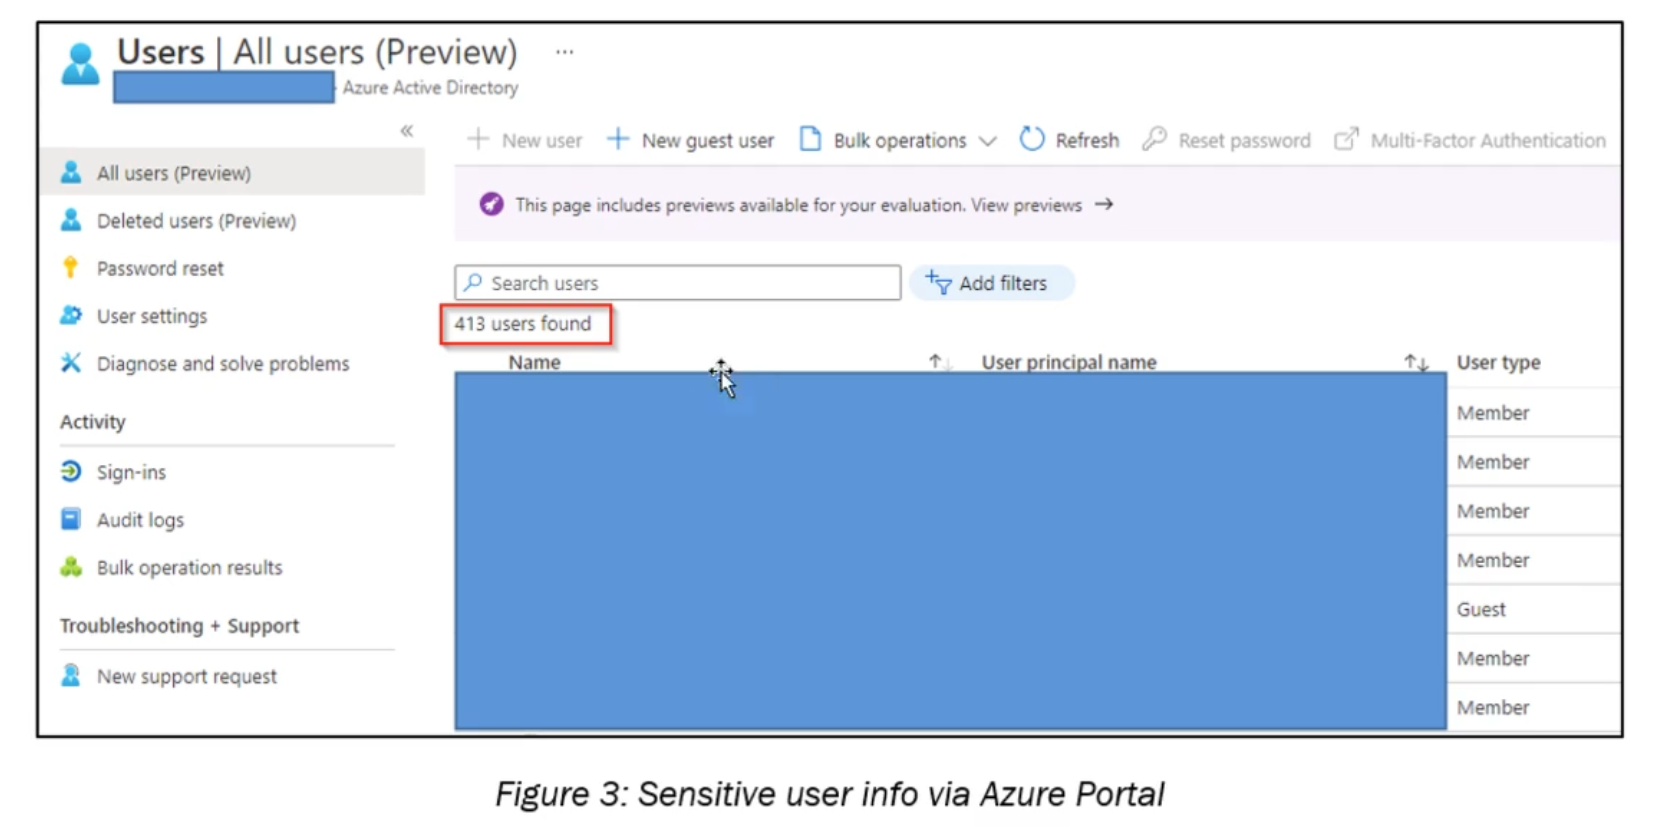 Users | All users (Preview) ...
Azure Active Directory
«
All users (Preview)
Deleted users (Preview)
Password reset
User settings
Diagnose and solve problems
Activity
Sign-ins
Audit logs
Bulk operation results
Troubleshooting + Support
New support request
New user New guest user Bulk operations Refresh Reset password Multi-Factor Authentication
This page includes previews available for your evaluation. View previews →
Search users Add filters
413 users found
Name ↑↓ User principal name ↑↓ User type
Member
Member
Member
Member
Guest
Member
Member
Figure 3: Sensitive user info via Azure Portal